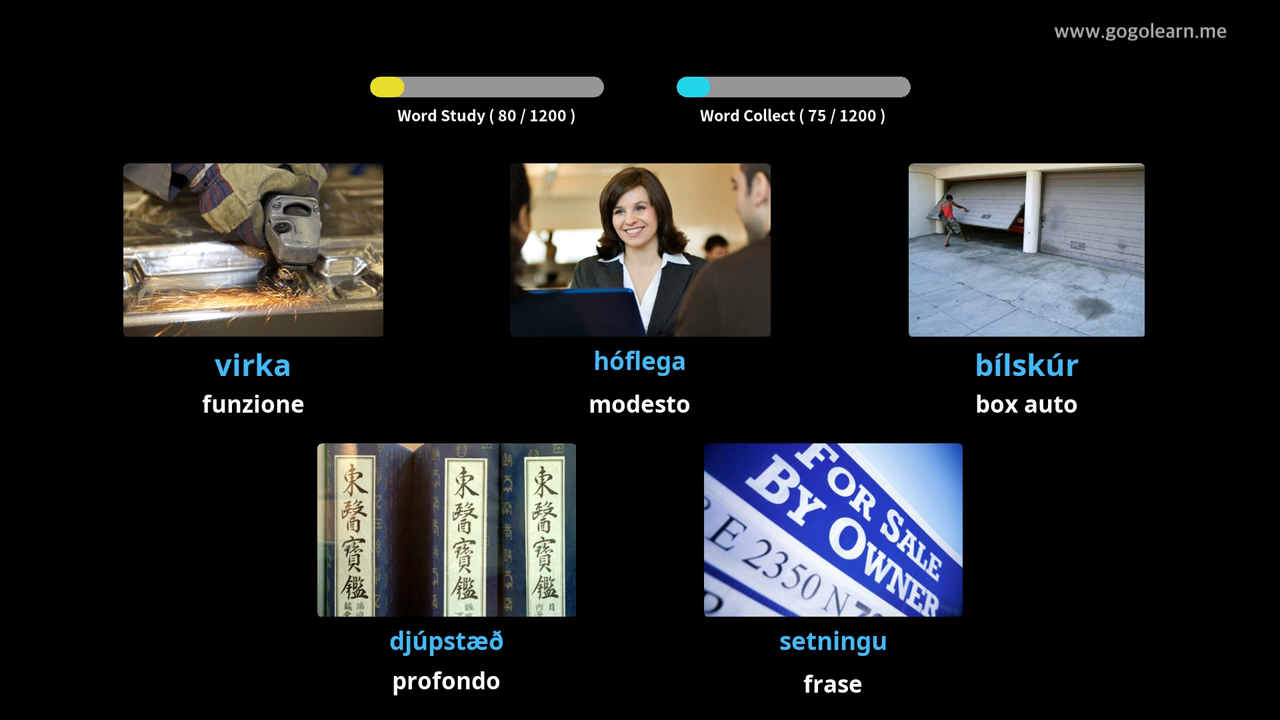 www.gogolearn.me
Word Study ( 80 / 1200 )
Word Collect ( 75 / 1200 )
virka
funzione
hóflega
modesto
bílskúr
box auto
東醫寶鑑
東醫寶鑑
東醫寶鑑
djúpstæð
profondo
FOR SALE
BY OWNER
E 2350 N
setningu
frase